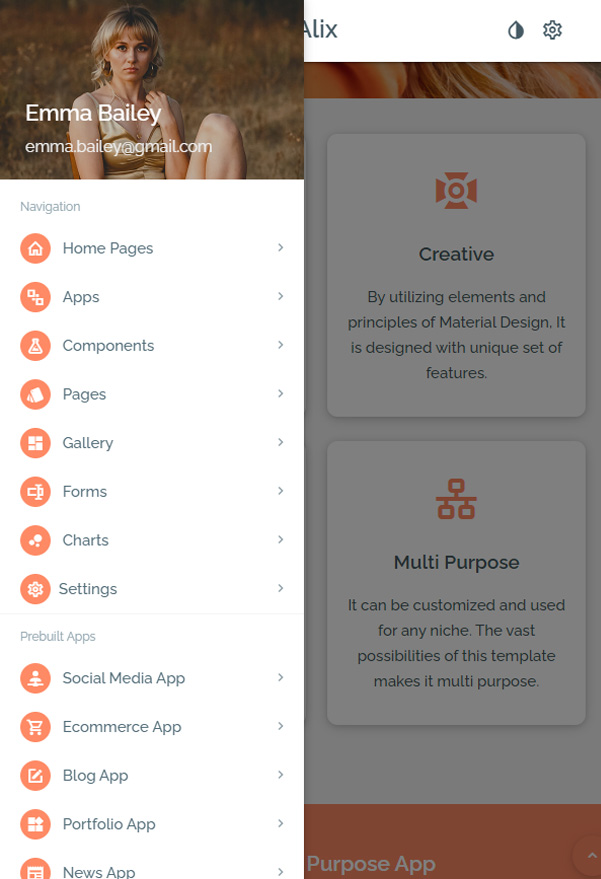 Alix
Emma Bailey
emma.bailey@gmail.com
Navigation
Home Pages
Apps
Components
Pages
Gallery
Forms
Charts
Settings
Prebuilt Apps
Social Media App
Ecommerce App
Blog App
Portfolio App
News App
Creative
By utilizing elements and
principles of Material Design, It
is designed with unique set of
features.
Multi Purpose
It can be customized and used
for any niche. The vast
possibilities of this template
makes it multi purpose.
Purpose App